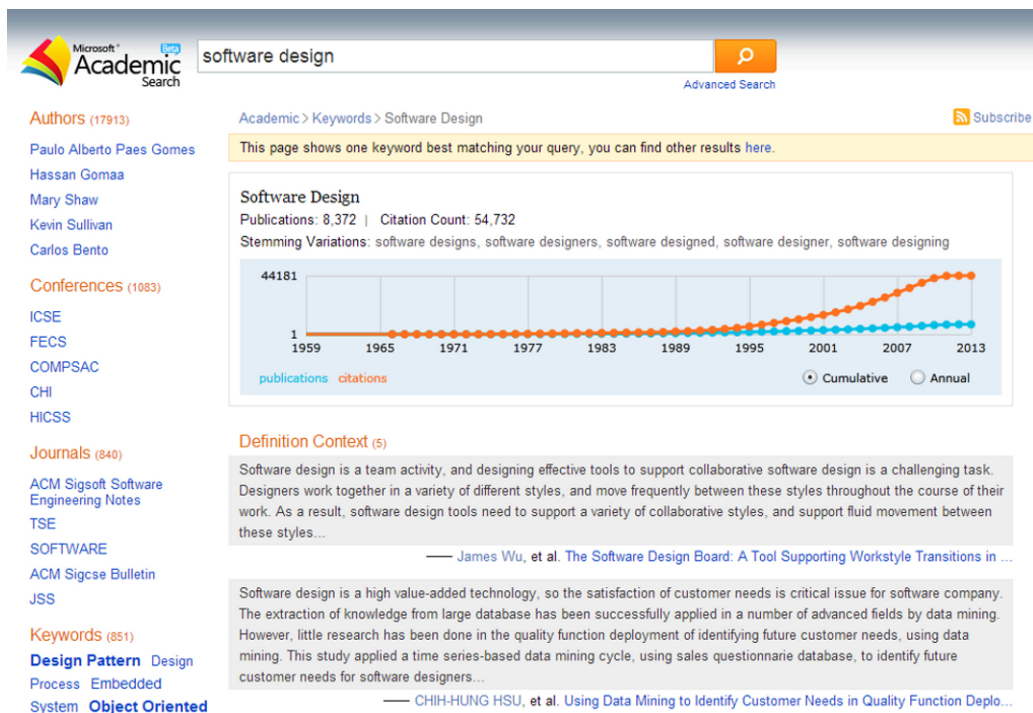 Microsoft®
Beta
Academic
Search
software design
Advanced Search
Authors (17913)
Paulo Alberto Paes Gomes
Hassan Gomaa
Mary Shaw
Kevin Sullivan
Carlos Bento
Conferences (1083)
ICSE
FECS
COMPSAC
CHI
HICSS
Journals (840)
ACM Sigsoft Software
Engineering Notes
TSE
SOFTWARE
ACM Sigcse Bulletin
JSS
Keywords (851)
Design Pattern Design
Process Embedded
System Object Oriented
Academic > Keywords > Software Design
Subscribe
This page shows one keyword best matching your query, you can find other results here.
Software Design
Publications: 8,372 | Citation Count: 54,732
Stemming Variations: software designs, software designers, software designed, software designer, software designing
44181
1
1959 1965 1971 1977 1983 1989 1995 2001 2007 2013
publications citations
Cumulative Annual
Definition Context (5)
Software design is a team activity, and designing effective tools to support collaborative software design is a challenging task.
Designers work together in a variety of different styles, and move frequently between these styles throughout the course of their
work. As a result, software design tools need to support a variety of collaborative styles, and support fluid movement between
these styles...
—— James Wu, et al. The Software Design Board: A Tool Supporting Workstyle Transitions in ...
Software design is a high value-added technology, so the satisfaction of customer needs is critical issue for software company.
The extraction of knowledge from large database has been successfully applied in a number of advanced fields by data mining.
However, little research has been done in the quality function deployment of identifying future customer needs, using data
mining. This study applied a time series-based data mining cycle, using sales questionnarie database, to identify future
customer needs for software designers...
—— CHIH-HUNG HSU, et al. Using Data Mining to Identify Customer Needs in Quality Function Deplo...